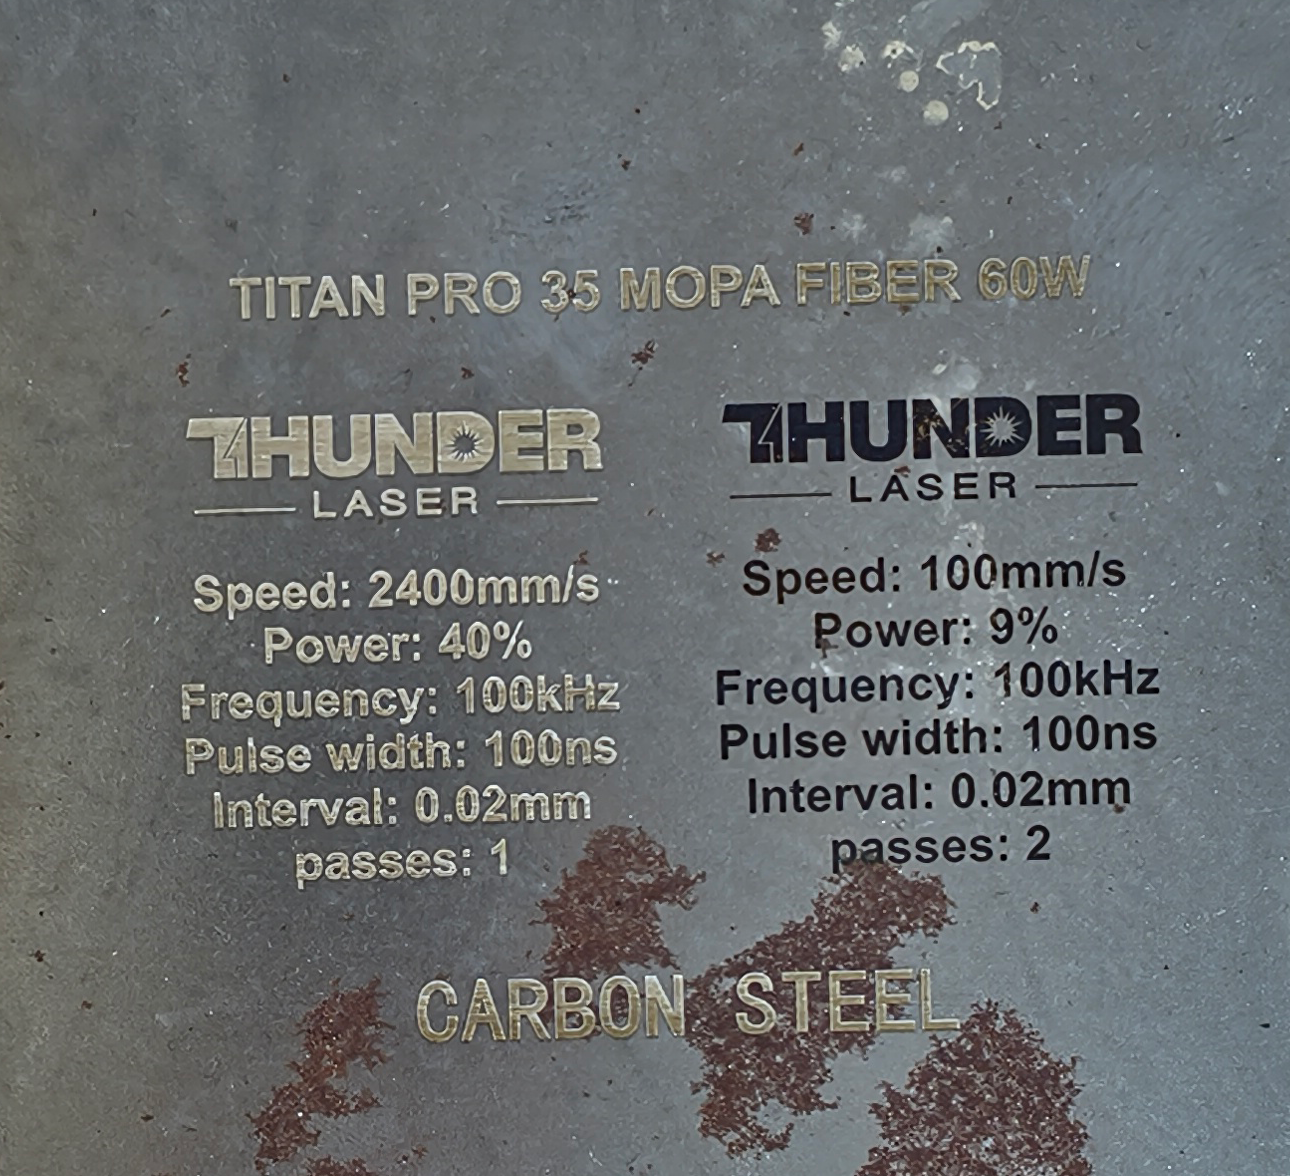 TITAN PRO 35 MOPA FIBER 60W
THUNDER
LASER
Speed: 2400mm/s
Power: 40%
Frequency: 100kHz
Pulse width: 100ns
Interval: 0.02mm
passes: 1
THUNDER
LASER
Speed: 100mm/s
Power: 9%
Frequency: 100kHz
Pulse width: 100ns
Interval: 0.02mm
passes: 2
CARBON STEEL